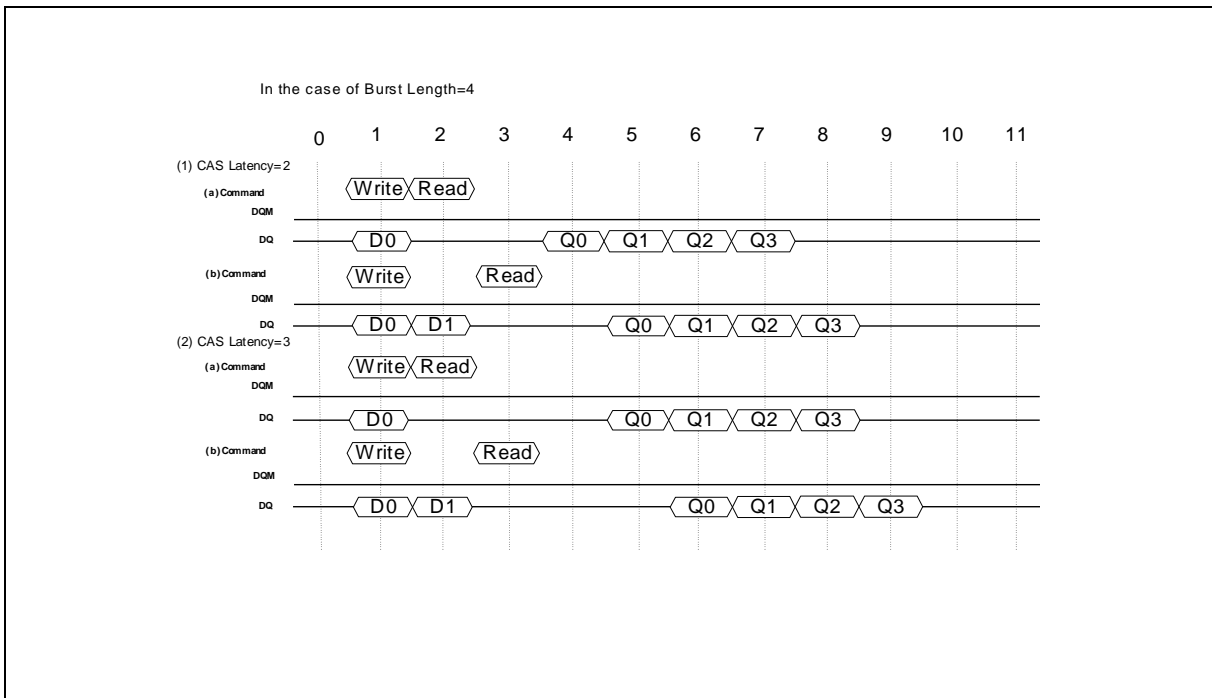 In the case of Burst Length=4
0 1 2 3 4 5 6 7 8 9 10 11
(1) CAS Latency=2
(a)Command Write Read
DQM
DQ D0 Q0 Q1 Q2 Q3
(b)Command Write Read
DQM
DQ D0 D1 Q0 Q1 Q2 Q3
(2) CAS Latency=3
(a)Command Write Read
DQM
DQ D0 Q0 Q1 Q2 Q3
(b)Command Write Read
DQM
DQ D0 D1 Q0 Q1 Q2 Q3